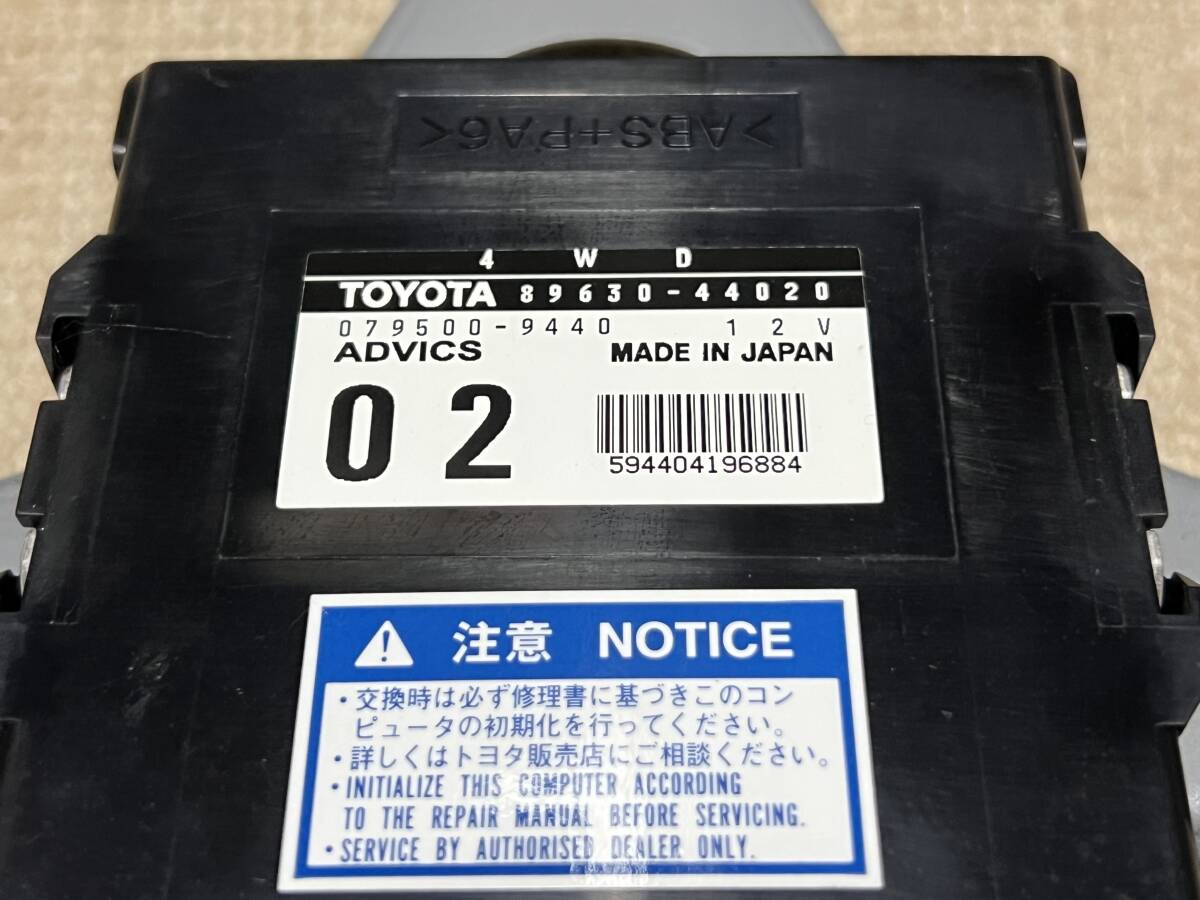 >ABS+PA6<
4 W D
TOYOTA 89630-44020
079500-9440 12V
ADVICS MADE IN JAPAN
02
594404196884
注意 NOTICE
・交換時は必ず修理書に基づきこのコン
ピュータの初期化を行ってください。
・詳しくはトヨタ販売店にご相談ください。
・INITIALIZE THIS COMPUTER ACCORDING
TO THE REPAIR MANUAL BEFORE SERVICING.
・SERVICE BY AUTHORISED DEALER ONLY.